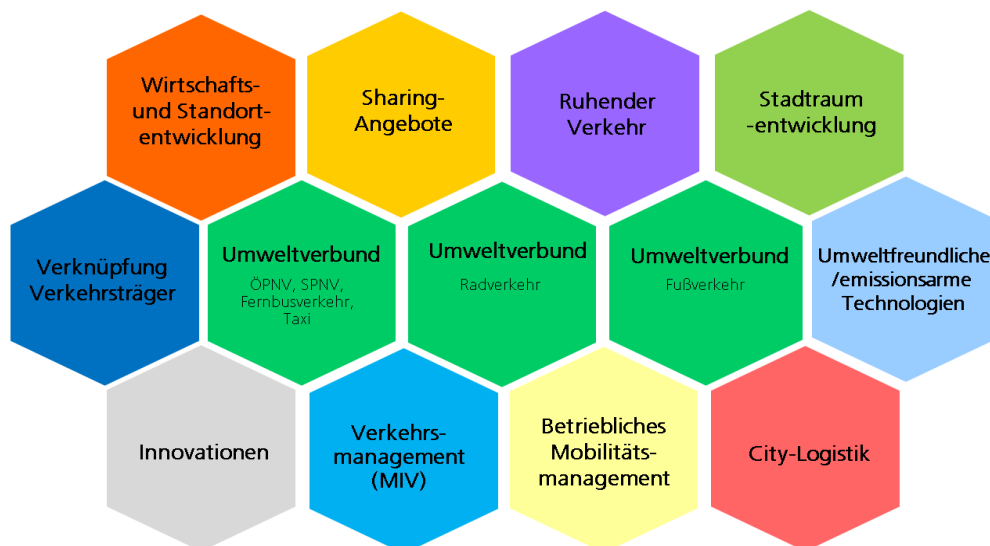 Wirtschafts-
und Standort-
entwicklung
Sharing-
Angebote
Ruhender
Verkehr
Stadtraum
-entwicklung
Verknüpfung
Verkehrsträger
Umweltverbund
ÖPNV, SPNV,
Fernbusverkehr,
Taxi
Umweltverbund
Radverkehr
Umweltverbund
Fußverkehr
Umweltfreundliche
/emissionsarme
Technologien
Innovationen
Verkehrs-
management
(MIV)
Betriebliches
Mobilitäts-
management
City-Logistik